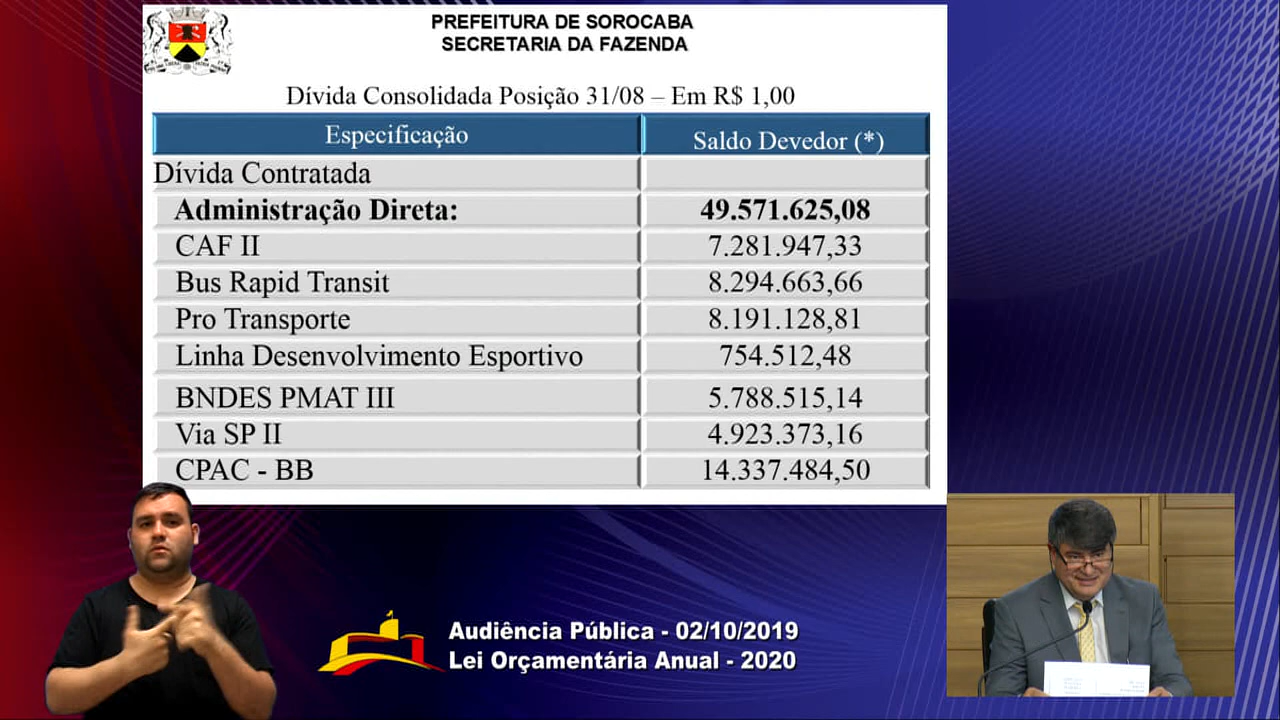 PREFEITURA DE SOROCABA
SECRETARIA DA FAZENDA
Dívida Consolidada Posição 31/08 – Em R$ 1,00
Especificação Saldo Devedor (*)
Dívida Contratada
Administração Direta: 49.571.625,08
CAF II 7.281.947,33
Bus Rapid Transit 8.294.663,66
Pro Transporte 8.191.128,81
Linha Desenvolvimento Esportivo 754.512,48
BNDES PMAT III 5.788.515,14
Via SP II 4.923.373,16
CPAC - BB 14.337.484,50
Audiência Pública - 02/10/2019
Lei Orçamentária Anual - 2020